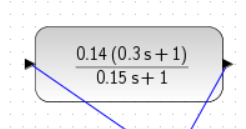 0.14 (0.3 s + 1)
0.15 s + 1